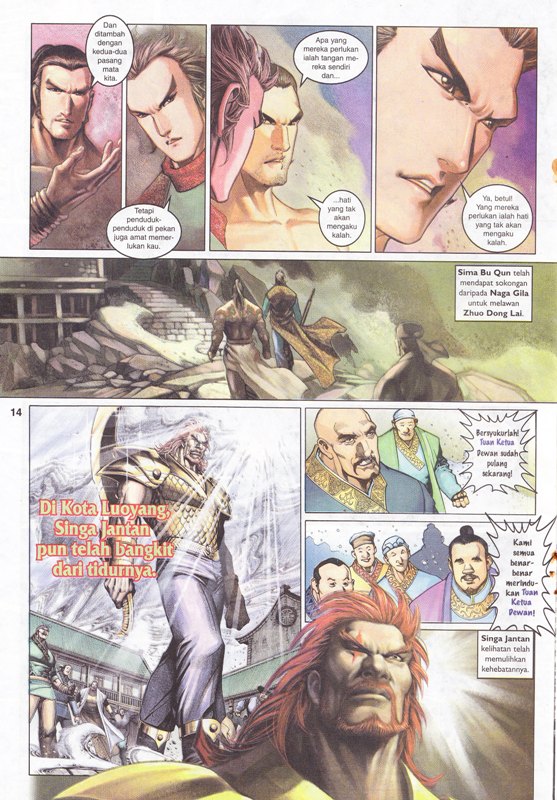 Dan
ditambah
dengan
kedua-dua
pasang
mata
kita.
Tetapi
penduduk-
penduduk di pekan
juga amat memer-
lukan kau.
Apa yang
mereka perlukan
ialah tangan me-
reka sendiri
dan...
...hati
yang tak
akan
mengaku
kalah.
Ya, betul!
Yang mereka
perlukan ialah hati
yang tak akan
mengaku
kalah.
Sima Bu Qun telah
mendapat sokongan
daripada Naga Gila
untuk melawan
Zhuo Dong Lai.
14
Di Kota Luoyang,
Singa Jantan
pun telah bangkit
dari tidurnya.
Bersyukurlah!
Tuan Ketua
Dewan sudah
pulang
sekarang!
Kami
semua
benar-
benar
merindu-
kan Tuan
Ketua
Dewan!
Singa Jantan
kelihatan telah
memulihkan
kehebatannya.